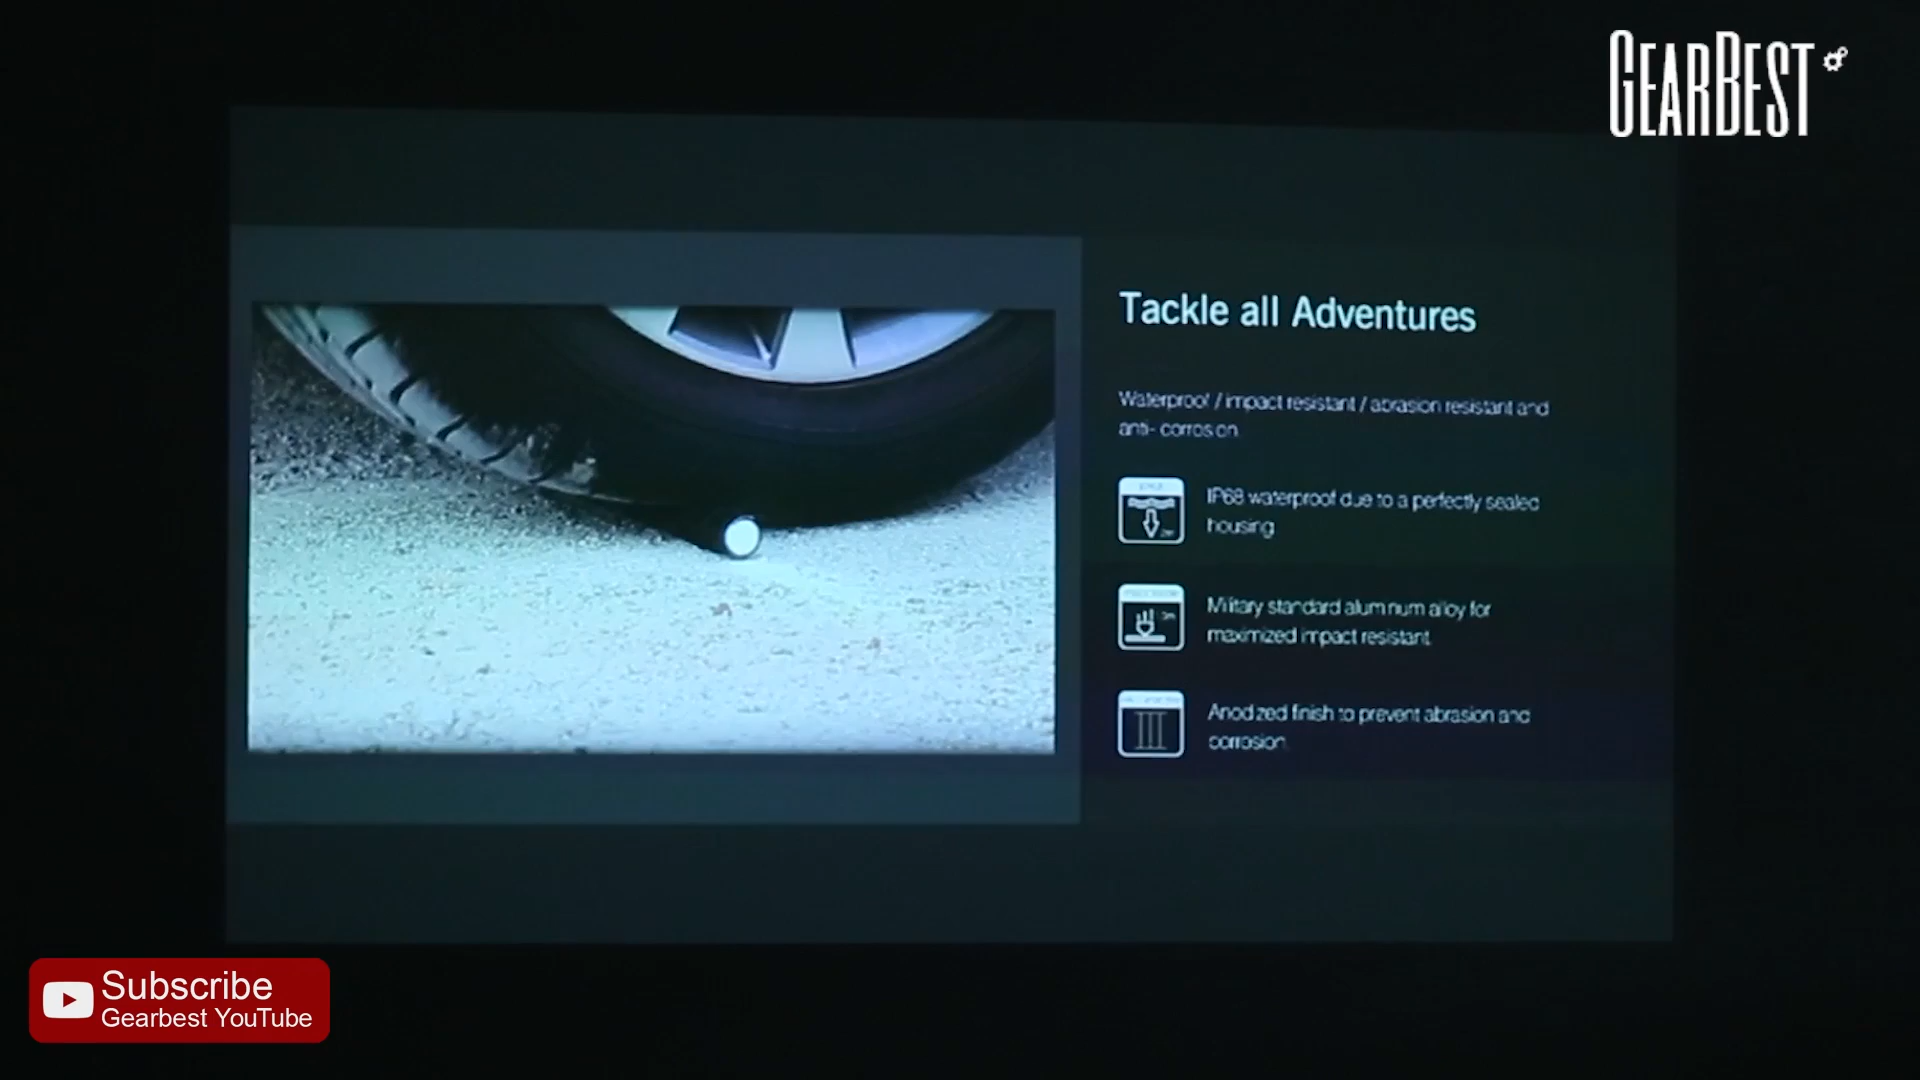 GEARBEST
Tackle all Adventures
Waterproof / impact resistant / abrasion resistant and
anti- corrosion
IP68 waterproof due to a perfectly sealed
housing
2m
Military standard aluminum alloy for
maximized impact resistant
Anodized finish to prevent abrasion and
corrosion
Subscribe
Gearbest YouTube